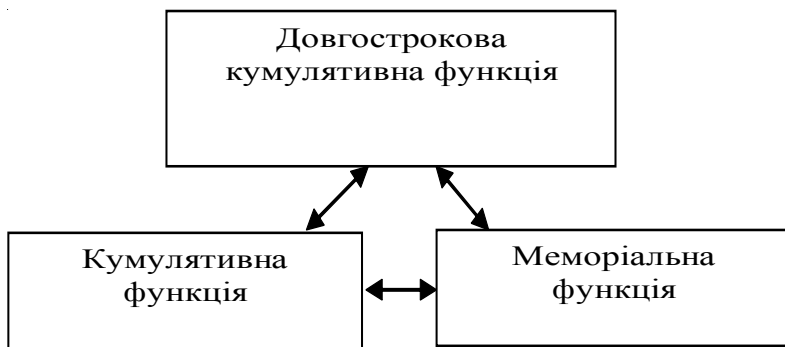 Довгострокова
кумулятивна функція
Кумулятивна
функція
Меморіальна
функція